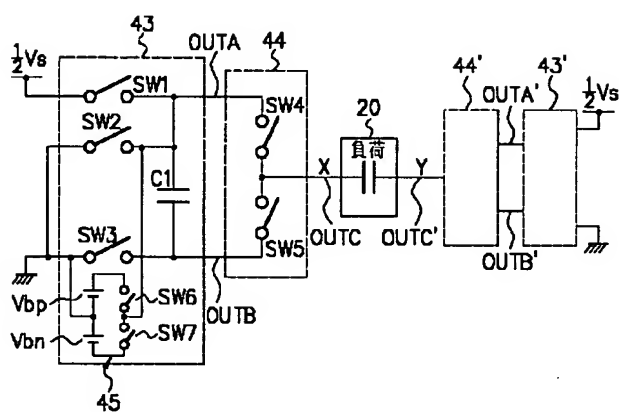 43
½Vs
OUTA
44
SW1
SW2
SW4
C1
20
負荷
X
Y
44'
OUTA'
43'
½Vs
SW3
OUTC
OUTC'
SW5
OUTB'
Vbp
SW6
OUTB
Vbn
SW7
45